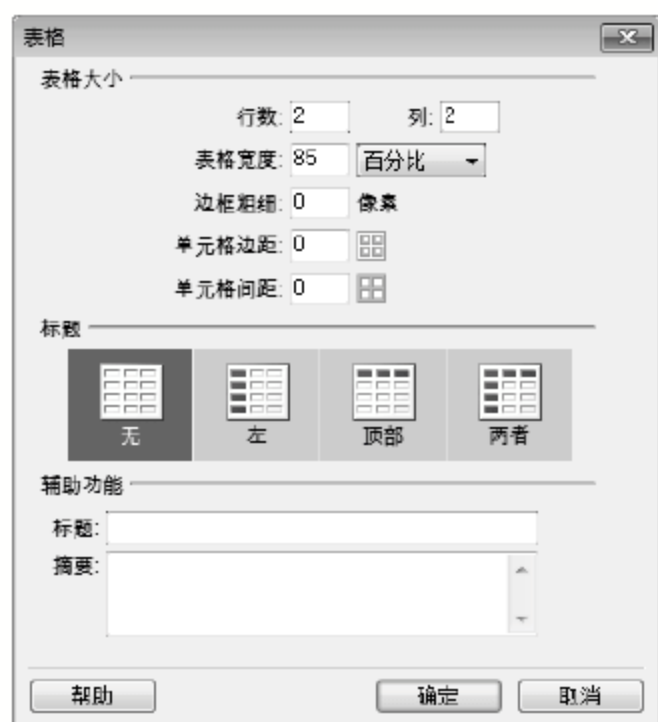 表格
表格大小
行数: 2 列: 2
表格宽度: 85 百分比
边框粗细: 0 像素
单元格边距: 0
单元格间距: 0
标题
无 左 顶部 两者
辅助功能
标题:
摘要:
帮助 确定 取消